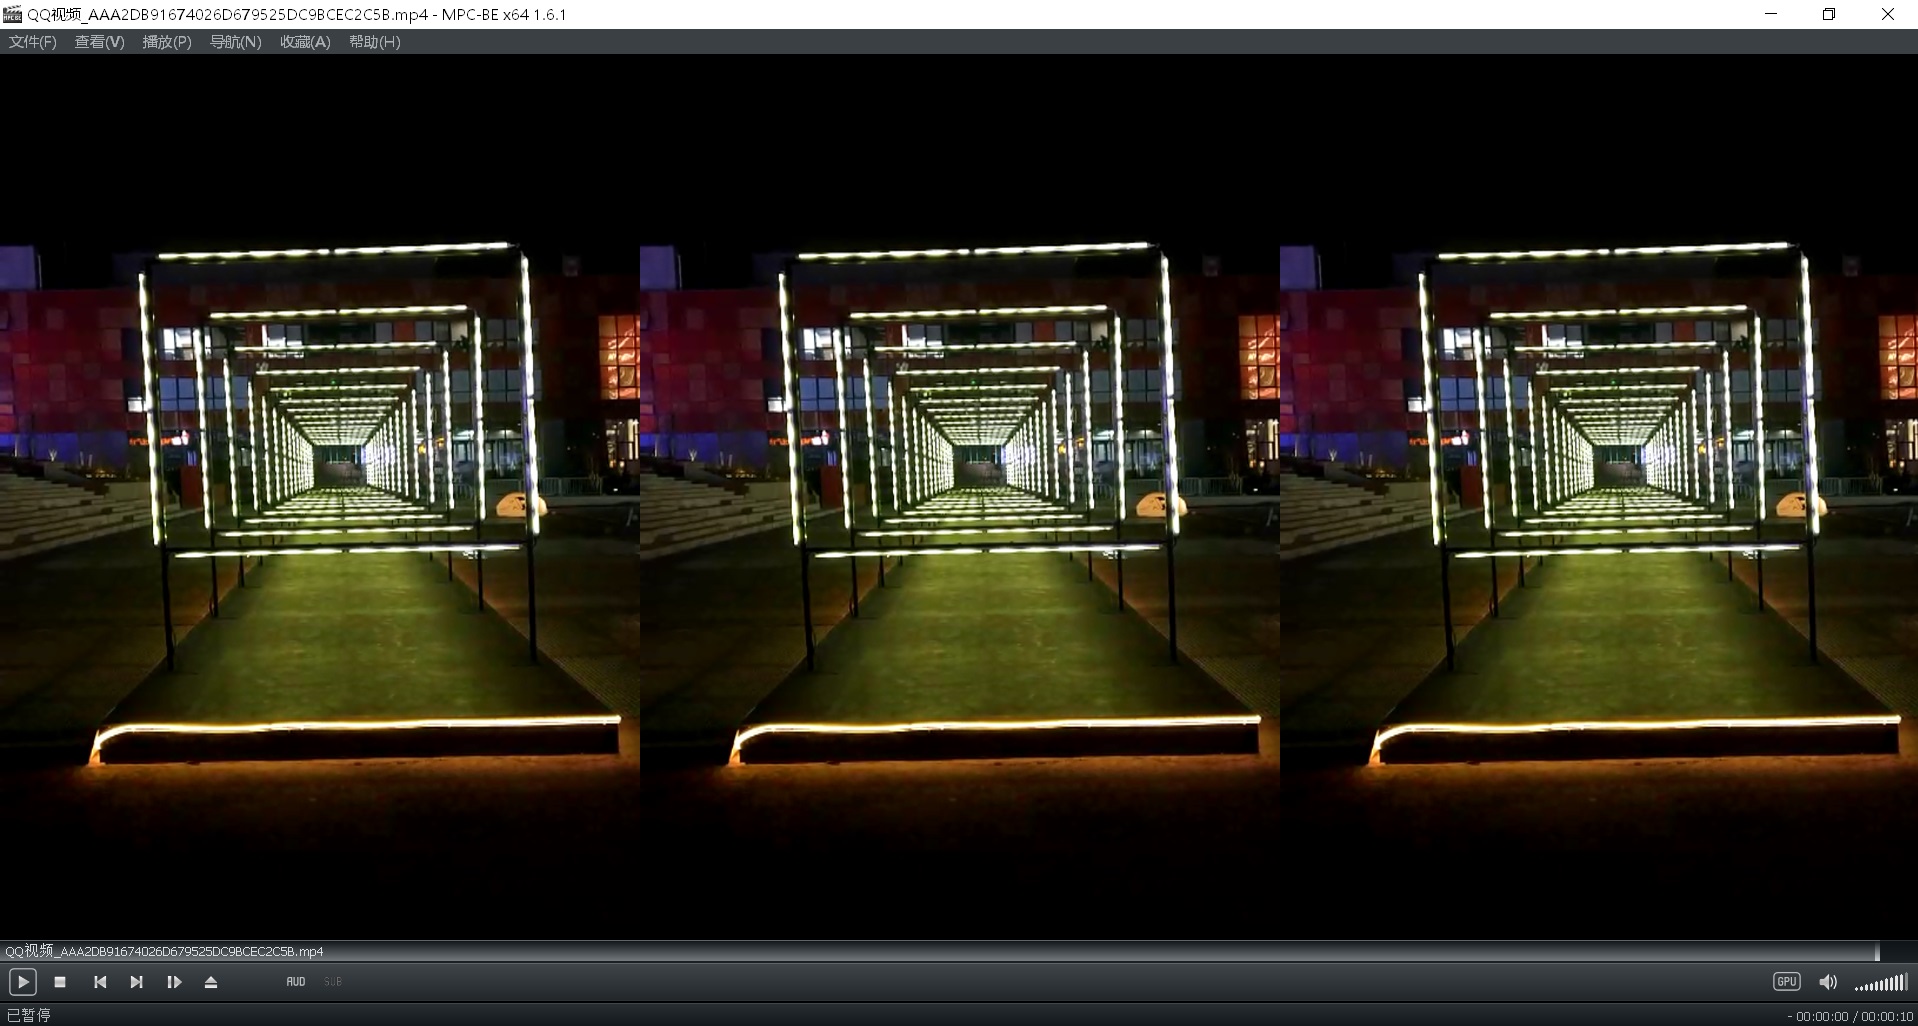 QQ视频_AAA2DB91674026D679525DC9BCEC2C5B.mp4 - MPC-BE x64 1.6.1
文件(F) 查看(V) 播放(P) 导航(N) 收藏(A) 帮助(H)
QQ视频_AAA2DB91674026D679525DC9BCEC2C5B.mp4
AUD SUB GPU
已暂停 - 00:00:00 / 00:00:10